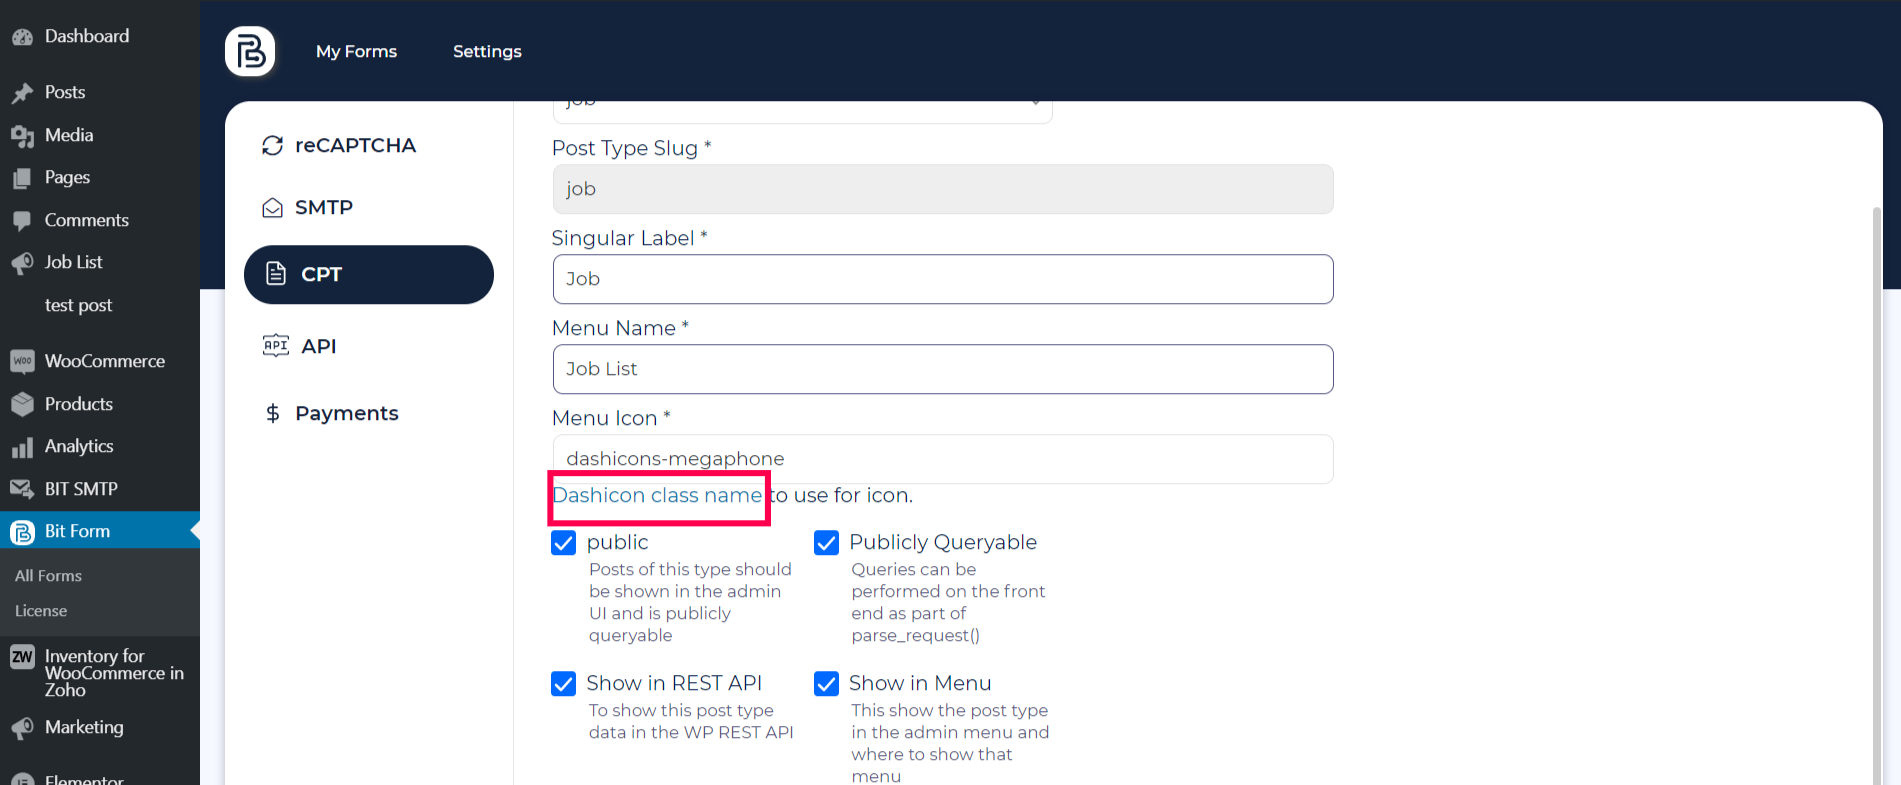 Dashboard
Posts
Media
Pages
Comments
Job List
test post
WooCommerce
Products
Analytics
BIT SMTP
Bit Form
All Forms
License
ZW
Inventory for
WooCommerce in
Zoho
Marketing
Elementor
My Forms
Settings
reCAPTCHA
SMTP
CPT
API
API
Payments
job
Post Type Slug *
job
Singular Label *
Job
Menu Name *
Job List
Menu Icon *
dashicons-megaphone
Dashicon class name to use for icon.
public
Posts of this type should
be shown in the admin
UI and is publicly
queryable
Publicly Queryable
Queries can be
performed on the front
end as part of
parse_request()
Show in REST API
To show this post type
data in the WP REST API
Show in Menu
This show the post type
in the admin menu and
where to show that
menu